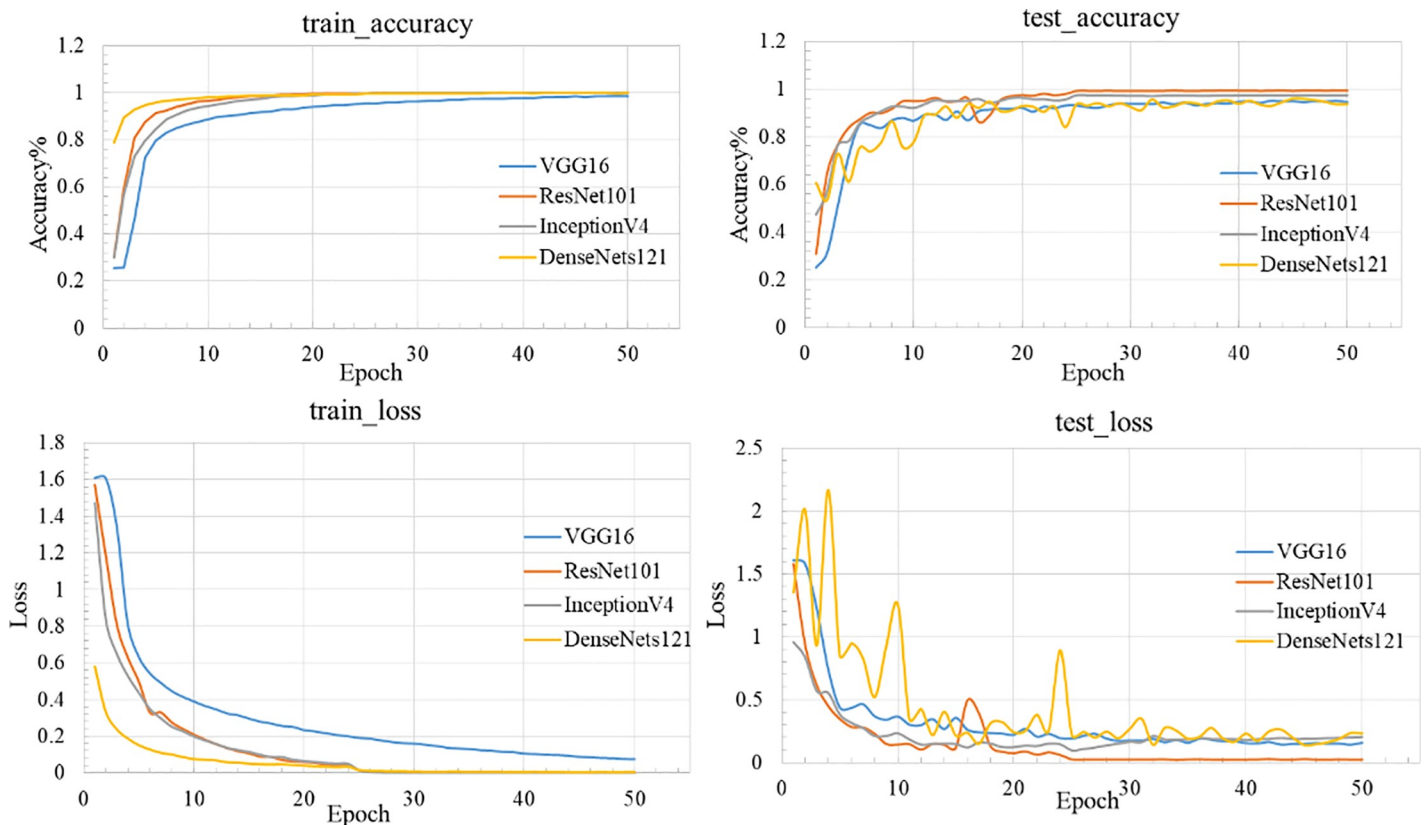 train_accuracy
1.2
1
0.8
0.6
0.4
0.2
0
Accuracy%
VGG16
ResNet101
InceptionV4
DenseNets121
0 10 20 30 40 50
Epoch
test_accuracy
1.2
1
0.8
0.6
0.4
0.2
0
Accuracy%
VGG16
ResNet101
InceptionV4
DenseNets121
0 10 20 30 40 50
Epoch
train_loss
1.8
1.6
1.4
1.2
1
0.8
0.6
0.4
0.2
0
Loss
VGG16
ResNet101
InceptionV4
DenseNets121
0 10 20 30 40 50
Epoch
test_loss
2.5
2
1.5
1
0.5
0
Loss
VGG16
ResNet101
InceptionV4
DenseNets121
0 10 20 30 40 50
Epoch